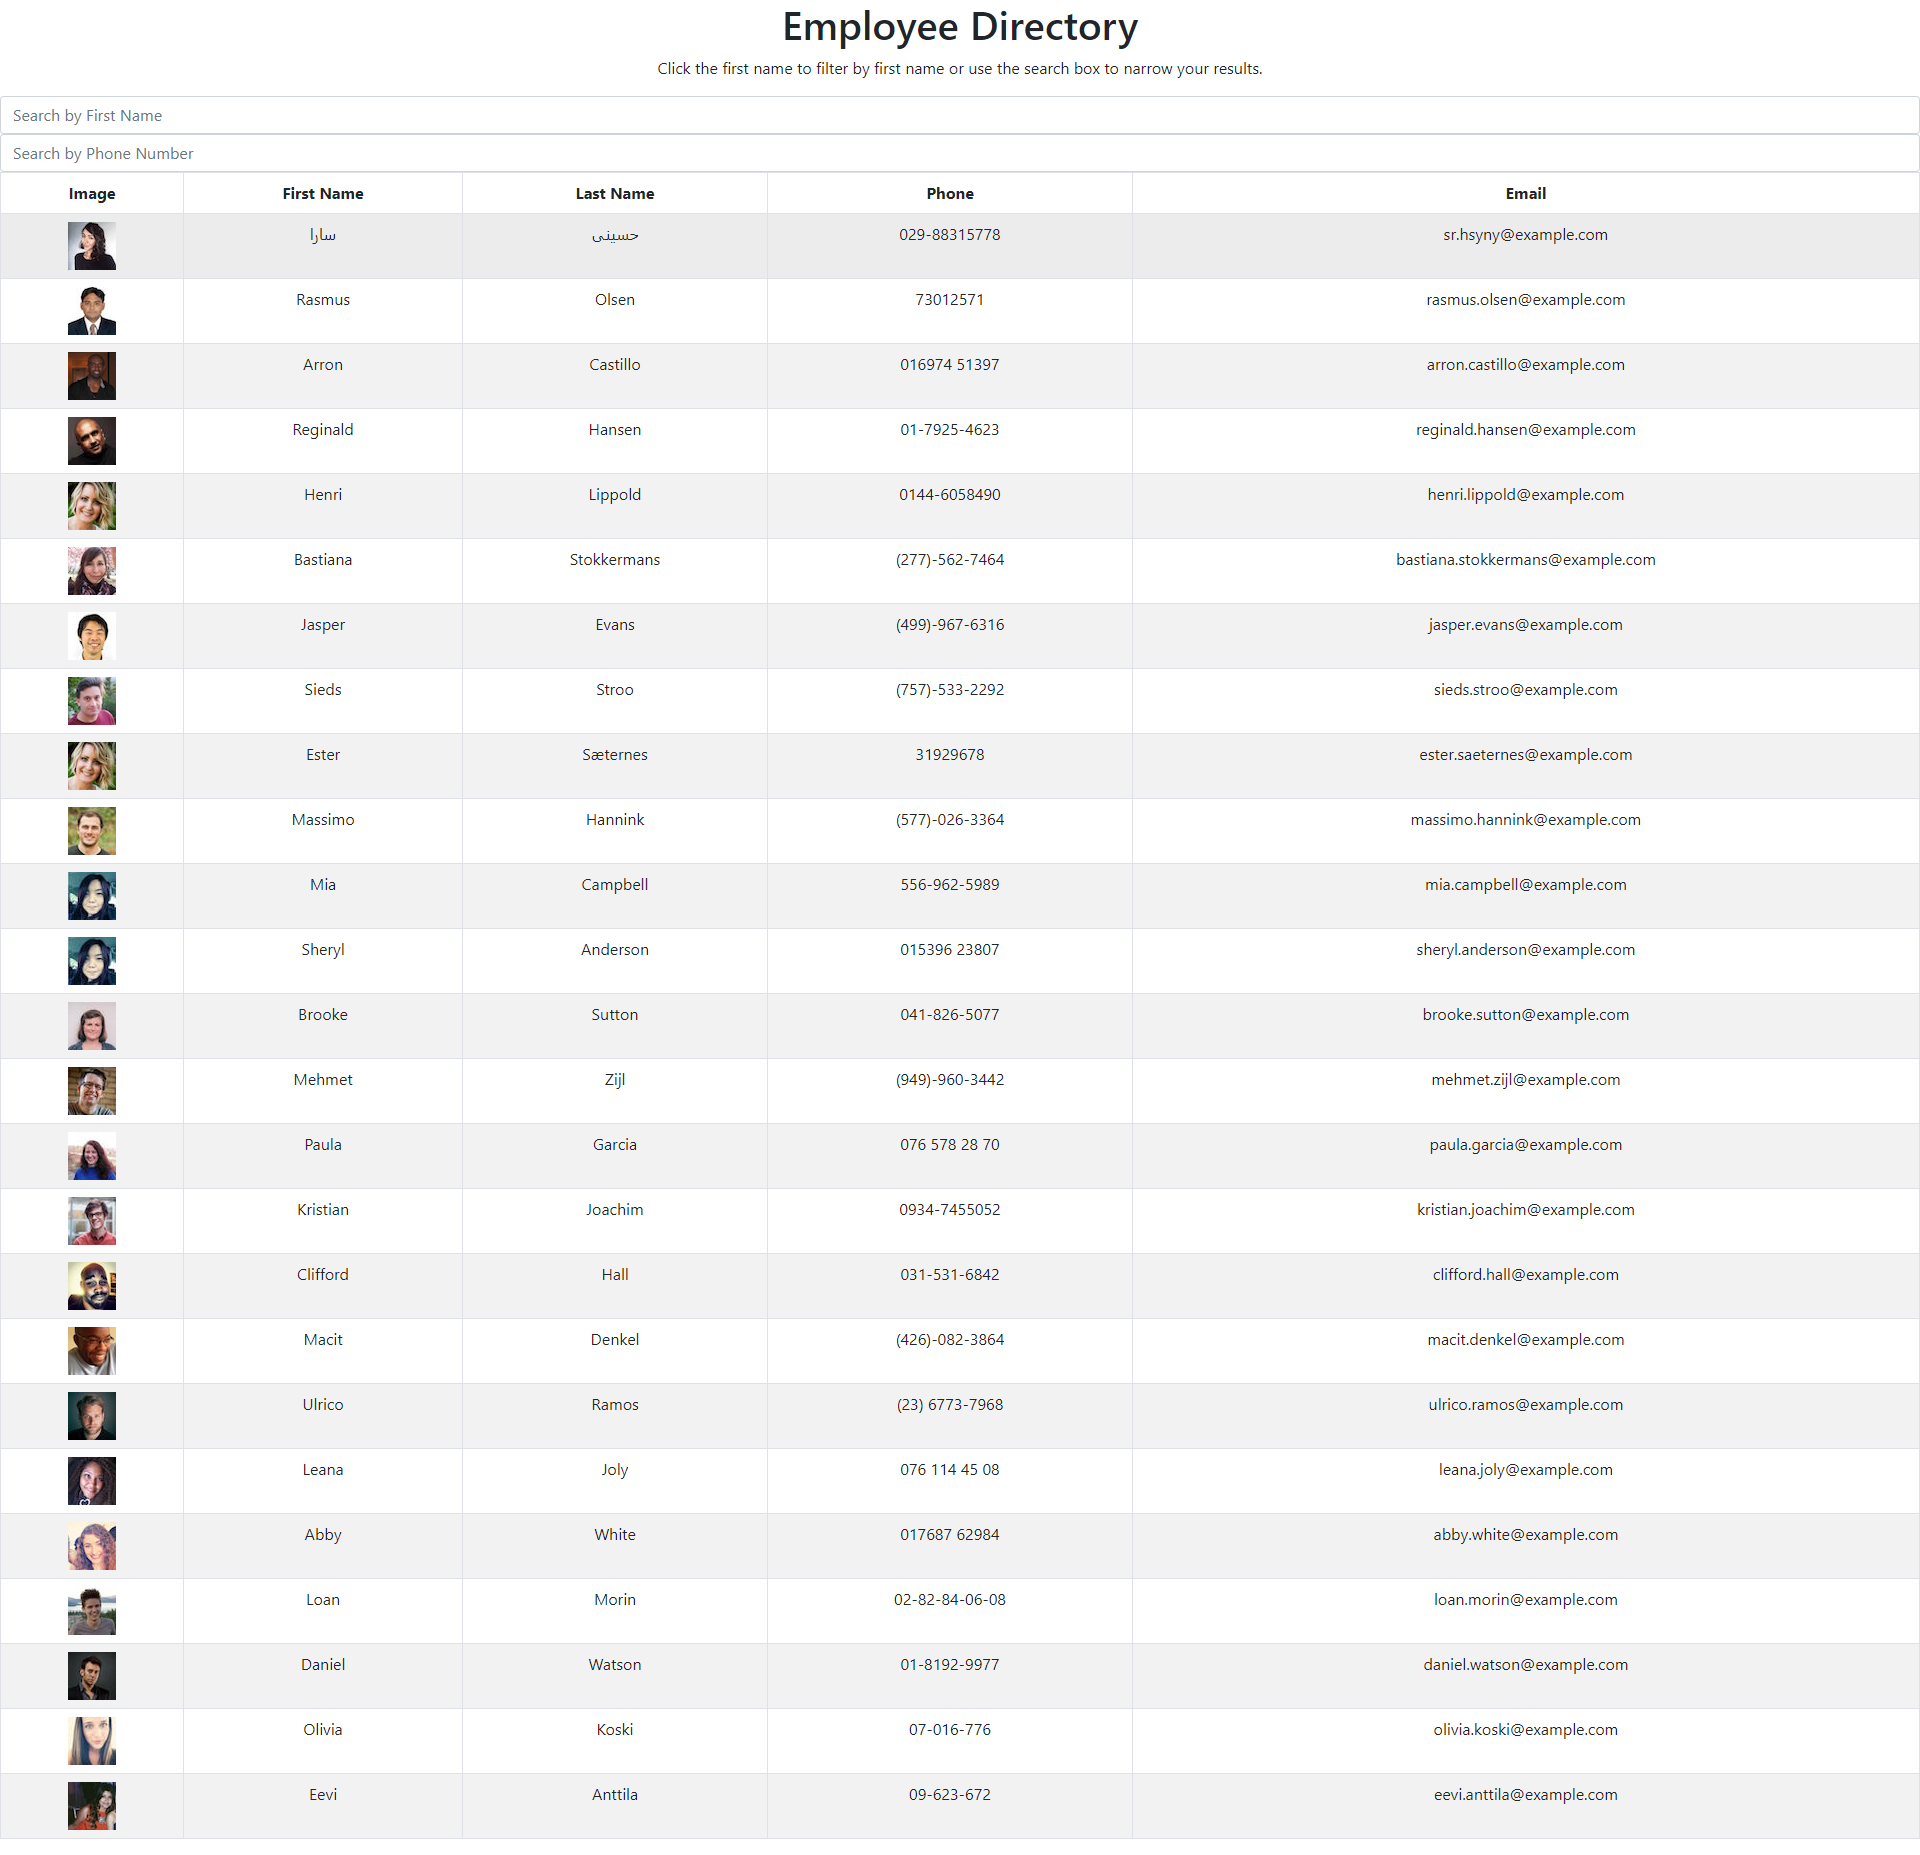 Employee Directory
Click the first name to filter by first name or use the search box to narrow your results.
Search by First Name
Search by Phone Number
Image First Name Last Name Phone Email
سارا حسینی 029-88315778 sr.hsyny@example.com
Rasmus Olsen 73012571 rasmus.olsen@example.com
Arron Castillo 016974 51397 arron.castillo@example.com
Reginald Hansen 01-7925-4623 reginald.hansen@example.com
Henri Lippold 0144-6058490 henri.lippold@example.com
Bastiana Stokkermans (277)-562-7464 bastiana.stokkermans@example.com
Jasper Evans (499)-967-6316 jasper.evans@example.com
Sieds Stroo (757)-533-2292 sieds.stroo@example.com
Ester Sæternes 31929678 ester.saeternes@example.com
Massimo Hannink (577)-026-3364 massimo.hannink@example.com
Mia Campbell 556-962-5989 mia.campbell@example.com
Sheryl Anderson 015396 23807 sheryl.anderson@example.com
Brooke Sutton 041-826-5077 brooke.sutton@example.com
Mehmet Zijl (949)-960-3442 mehmet.zijl@example.com
Paula Garcia 076 578 28 70 paula.garcia@example.com
Kristian Joachim 0934-7455052 kristian.joachim@example.com
Clifford Hall 031-531-6842 clifford.hall@example.com
Macit Denkel (426)-082-3864 macit.denkel@example.com
Ulrico Ramos (23) 6773-7968 ulrico.ramos@example.com
Leana Joly 076 114 45 08 leana.joly@example.com
Abby White 017687 62984 abby.white@example.com
Loan Morin 02-82-84-06-08 loan.morin@example.com
Daniel Watson 01-8192-9977 daniel.watson@example.com
Olivia Koski 07-016-776 olivia.koski@example.com
Eevi Anttila 09-623-672 eevi.anttila@example.com